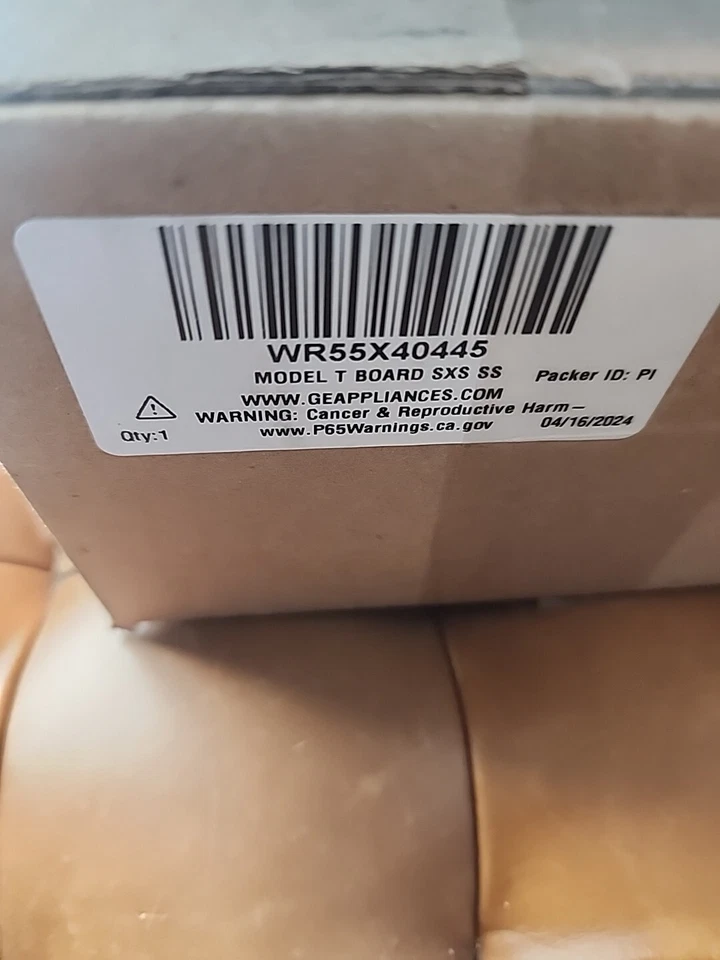 WR55X40445
MODEL T BOARD SXS SS Packer ID: PI
WWW.GEAPPLIANCES.COM
WARNING: Cancer & Reproductive Harm–
Qty:1 www.P65Warnings.ca.gov 04/16/2024